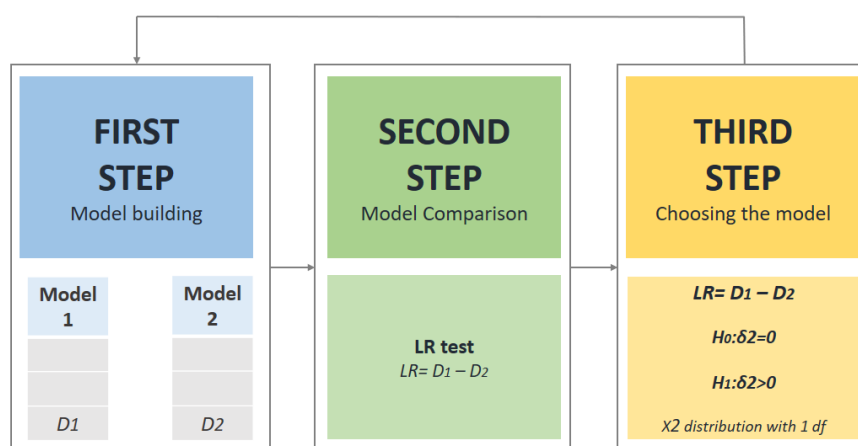 FIRST
STEP
Model building
Model
1
Model
2
D1
D2
SECOND
STEP
Model Comparison
LR test
LR= D1 – D2
THIRD
STEP
Choosing the model
LR= D1 – D2
H0:δ2=0
H1:δ2>0
X2 distribution with 1 df